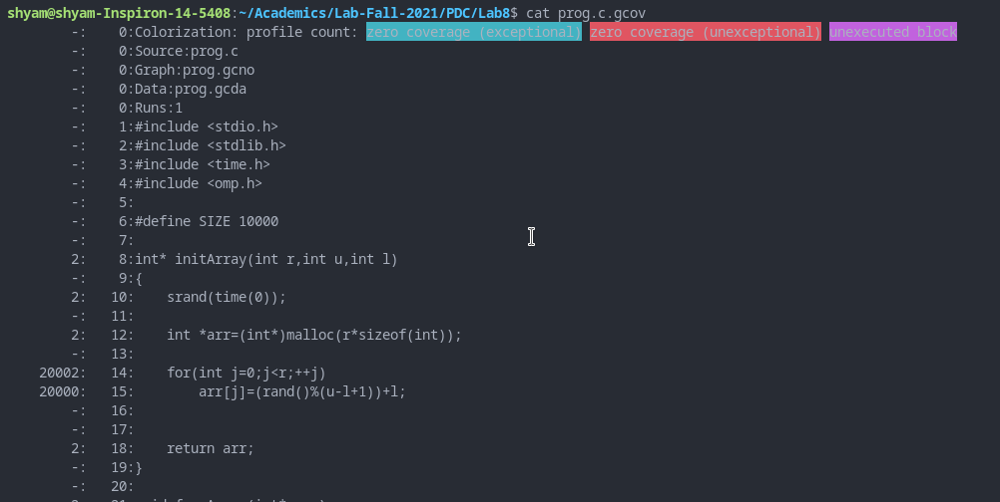 shyam@shyam-Inspiron-14-5408:~/Academics/Lab-Fall-2021/PDC/Lab8$ cat prog.c.gcov
        -:    0:Colorization: profile count: zero coverage (exceptional) zero coverage (unexceptional) unexecuted block
        -:    0:Source:prog.c
        -:    0:Graph:prog.gcno
        -:    0:Data:prog.gcda
        -:    0:Runs:1
        -:    1:#include <stdio.h>
        -:    2:#include <stdlib.h>
        -:    3:#include <time.h>
        -:    4:#include <omp.h>
        -:    5:
        -:    6:#define SIZE 10000
        -:    7:
        2:    8:int* initArray(int r,int u,int l)
        -:    9:{
        2:   10:    srand(time(0));
        -:   11:
        2:   12:    int *arr=(int*)malloc(r*sizeof(int));
        -:   13:
    20002:   14:    for(int j=0;j<r;++j)
    20000:   15:        arr[j]=(rand()%(u-l+1))+l;
        -:   16:
        -:   17:
        2:   18:    return arr;
        -:   19:}
        -:   20: